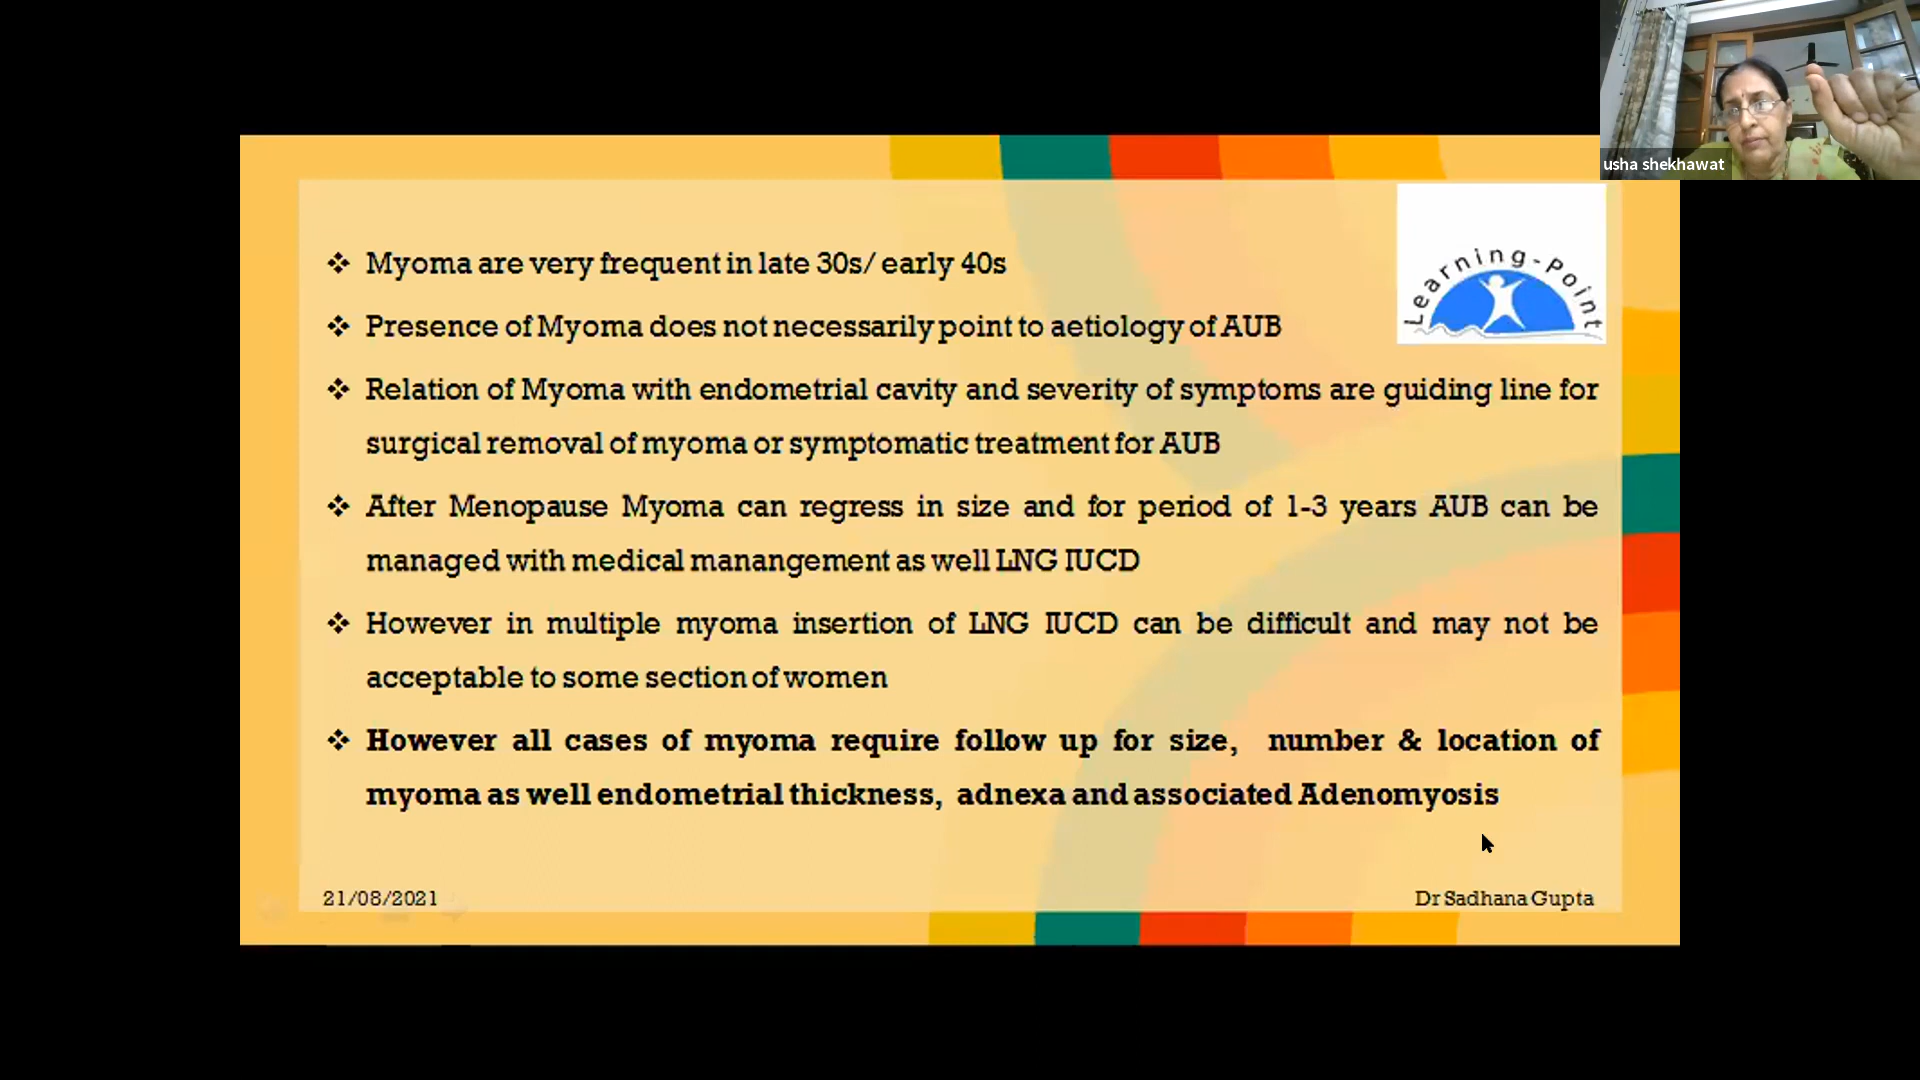 usha shekhawat
Learning-Point
❖ Myoma are very frequent in late 30s/ early 40s
❖ Presence of Myoma does not necessarily point to aetiology of AUB
❖ Relation of Myoma with endometrial cavity and severity of symptoms are guiding line for
surgical removal of myoma or symptomatic treatment for AUB
❖ After Menopause Myoma can regress in size and for period of 1-3 years AUB can be
managed with medical manangement as well LNG IUCD
❖ However in multiple myoma insertion of LNG IUCD can be difficult and may not be
acceptable to some section of women
❖ However all cases of myoma require follow up for size, number & location of
myoma as well endometrial thickness, adnexa and associated Adenomyosis
21/08/2021
Dr Sadhana Gupta